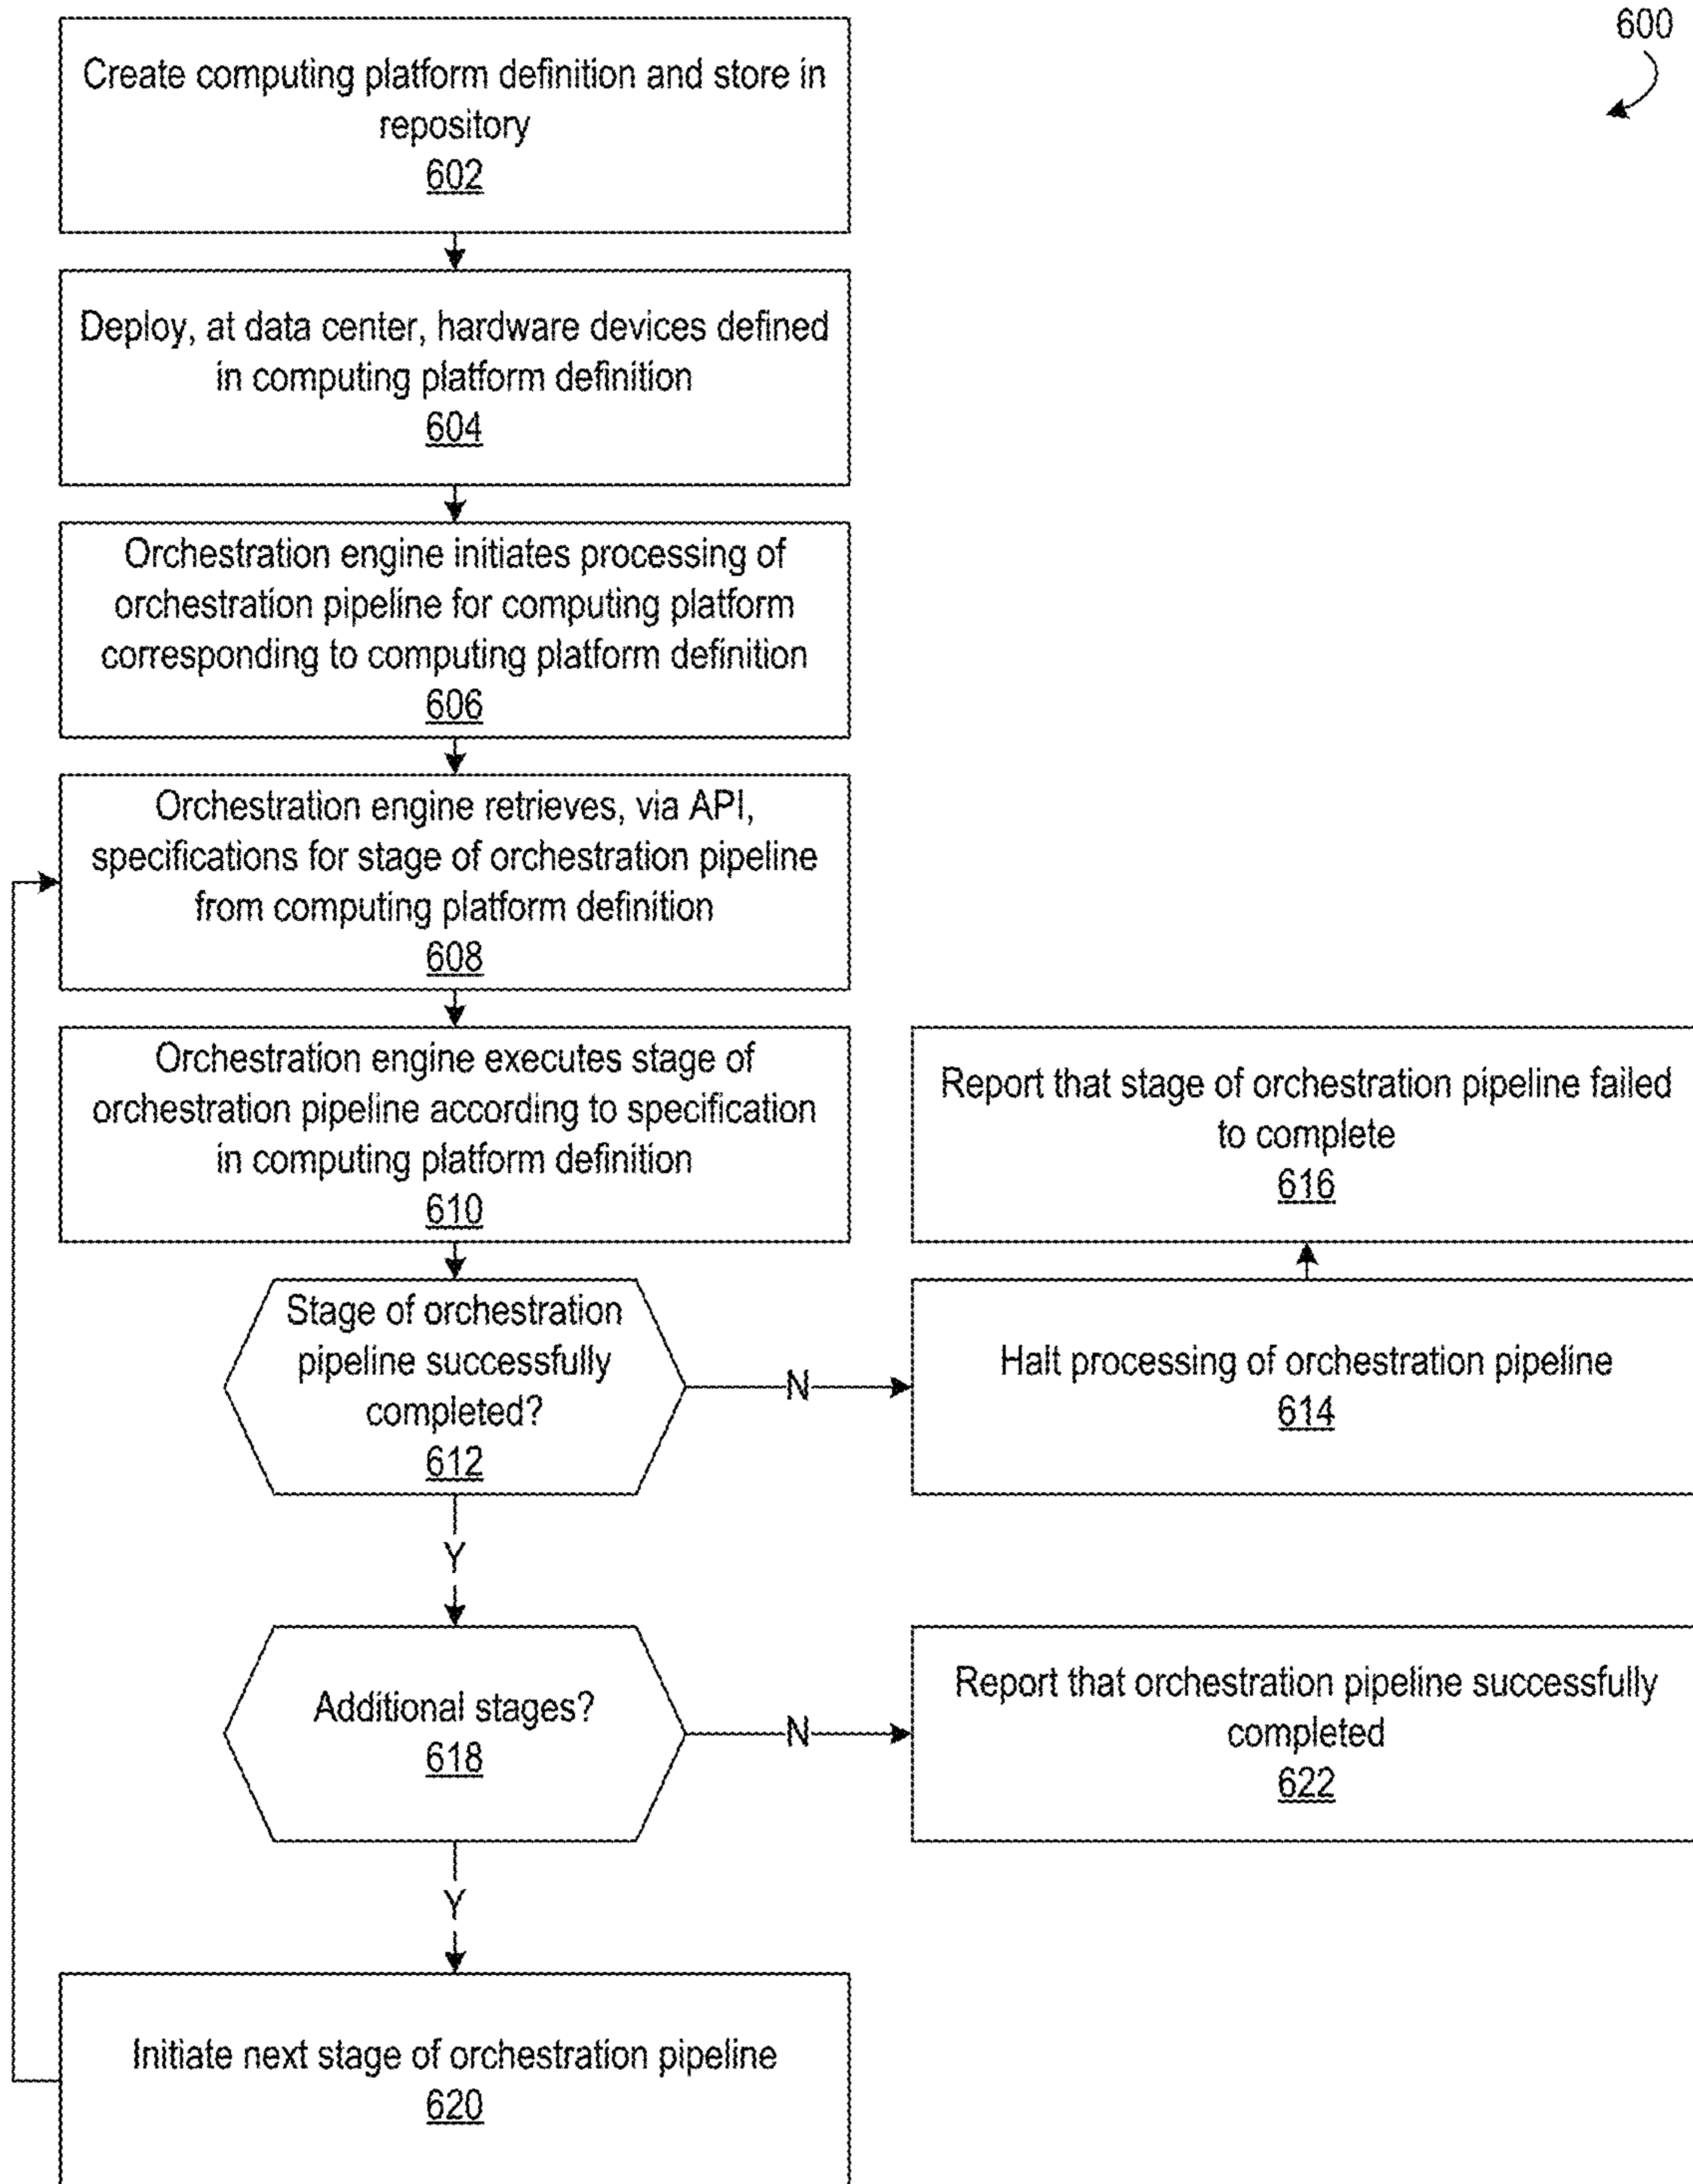 600
Create computing platform definition and store in
repository
602
Deploy, at data center, hardware devices defined
in computing platform definition
604
Orchestration engine initiates processing of
orchestration pipeline for computing platform
corresponding to computing platform definition
606
Orchestration engine retrieves, via API,
specifications for stage of orchestration pipeline
from computing platform definition
608
Orchestration engine executes stage of
orchestration pipeline according to specification
in computing platform definition
610
Report that stage of orchestration pipeline failed
to complete
616
Stage of orchestration
pipeline successfully
completed?
612
N
Halt processing of orchestration pipeline
614
Y
Additional stages?
618
N
Report that orchestration pipeline successfully
completed
622
Y
Initiate next stage of orchestration pipeline
620